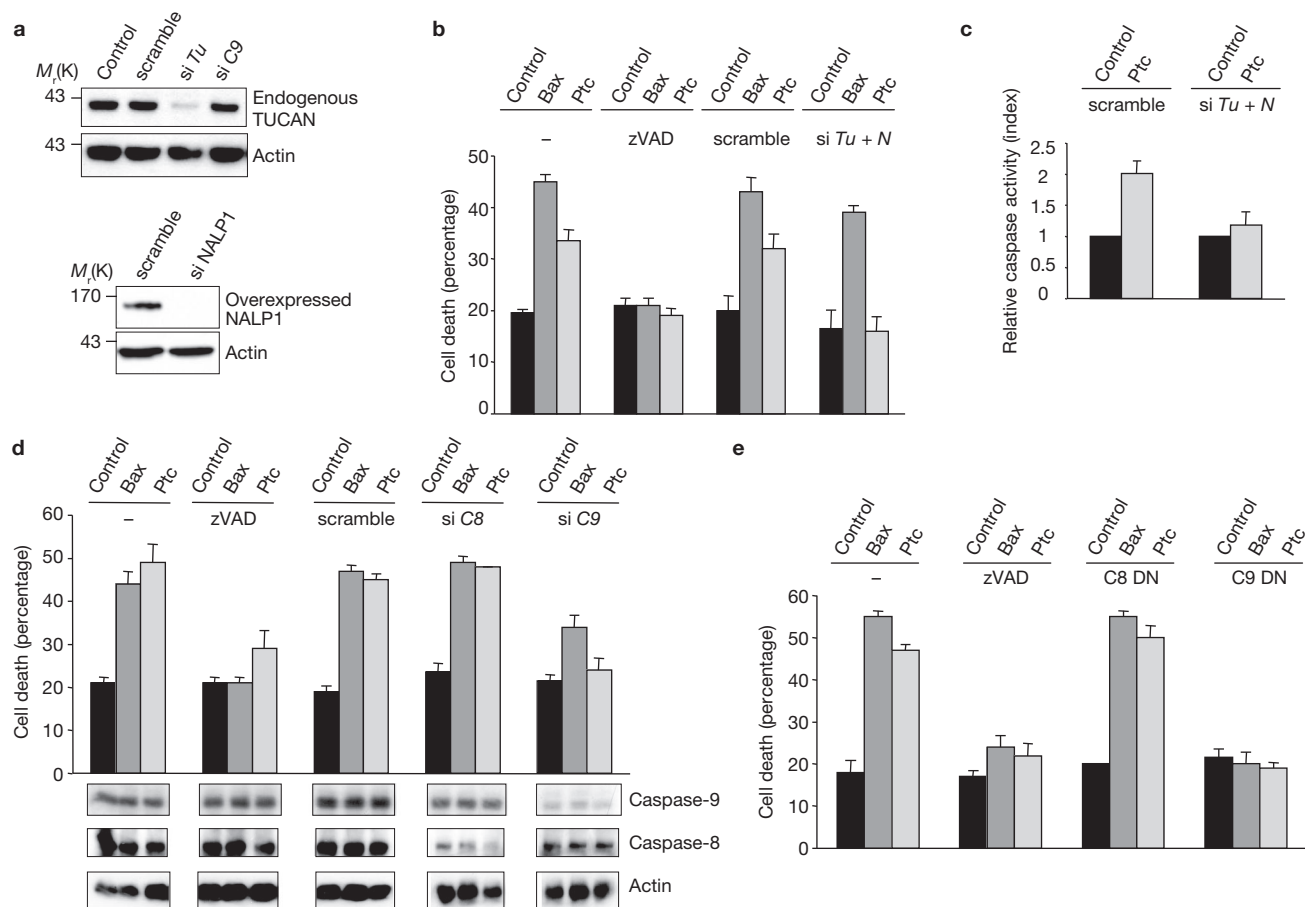 a
Control
scramble
si Tu
si C9
Mr(K)
43
Endogenous
TUCAN
43
Actin
scramble
si NALP1
Mr(K)
170
Overexpressed
NALP1
43
Actin
b
Control
Bax
Ptc
Control
Bax
Ptc
Control
Bax
Ptc
Control
Bax
Ptc
– zVAD scramble si Tu + N
Cell death (percentage)
50
40
30
20
10
0
c
Control
Ptc
Control
Ptc
scramble si Tu + N
Relative caspase activity (index)
2.5
2
1.5
1
0.5
0
d
Control
Bax
Ptc
Control
Bax
Ptc
Control
Bax
Ptc
Control
Bax
Ptc
Control
Bax
Ptc
– zVAD scramble si C8 si C9
Cell death (percentage)
60
50
40
30
20
10
0
Caspase-9
Caspase-8
Actin
e
Control
Bax
Ptc
Control
Bax
Ptc
Control
Bax
Ptc
Control
Bax
Ptc
– zVAD C8 DN C9 DN
Cell death (percentage)
60
50
40
30
20
10
0